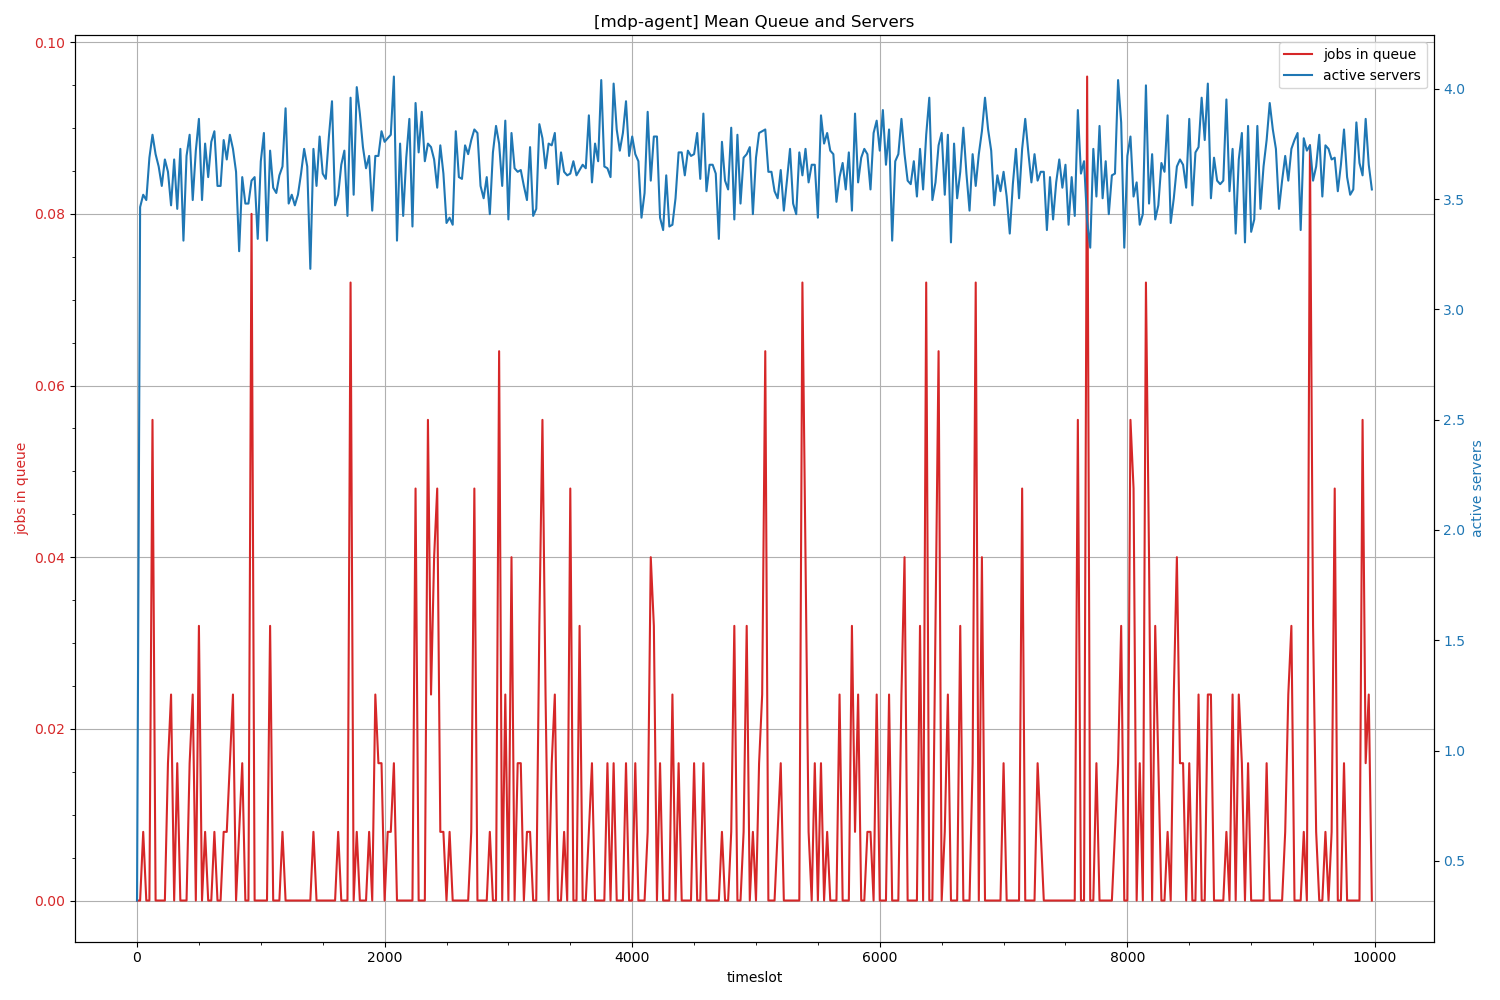 [mdp-agent] Mean Queue and Servers
jobs in queue
active servers
0.10
0.08
0.06
0.04
0.02
0.00
jobs in queue
4.0
3.5
3.0
2.5
2.0
1.5
1.0
0.5
active servers
0 2000 4000 6000 8000 10000
timeslot